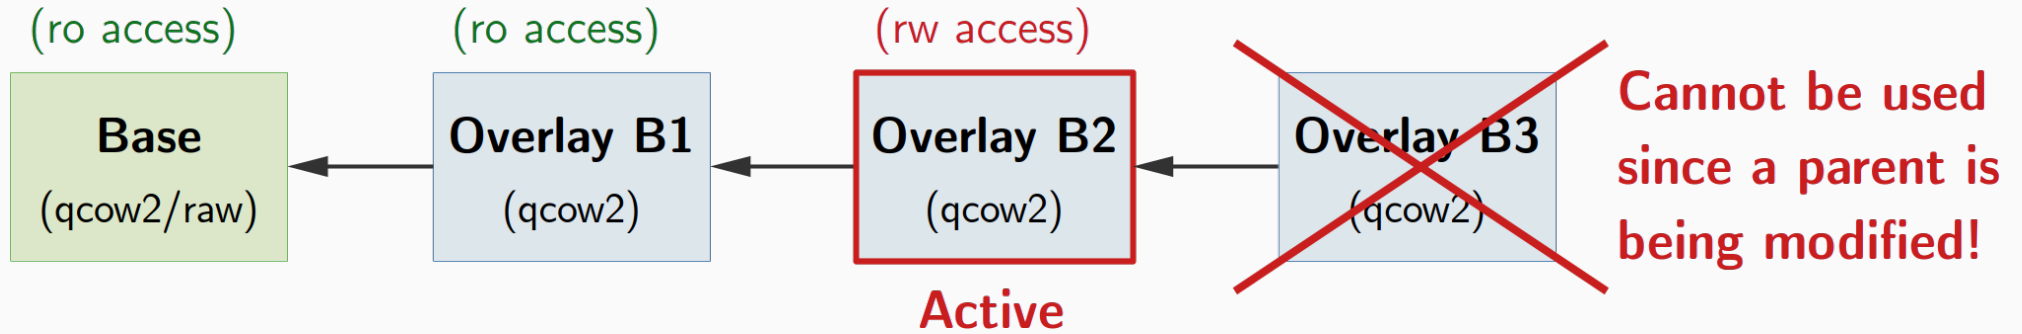 (ro access)
(ro access)
(rw access)
Base
(qcow2/raw)
Overlay B1
(qcow2)
Overlay B2
(qcow2)
Active
Overlay B3
(qcow2)
Cannot be used
since a parent is
being modified!